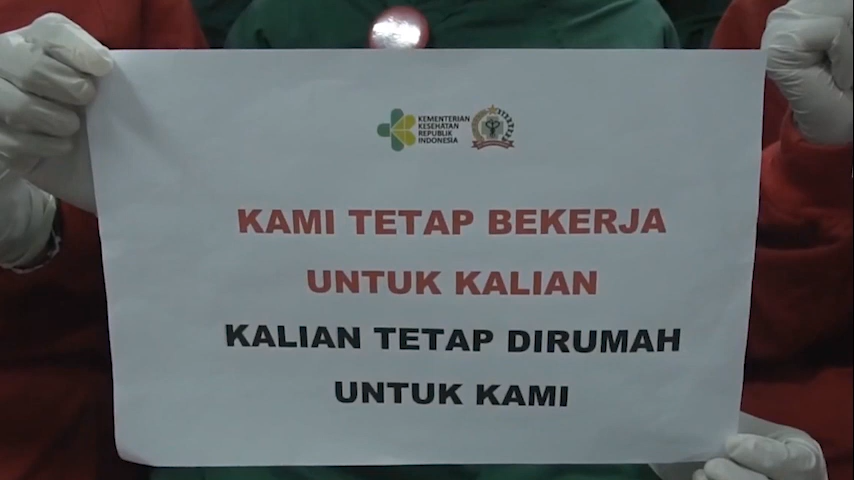 KEMENTERIAN
KESEHATAN
REPUBLIK
INDONESIA
KAMI TETAP BEKERJA
UNTUK KALIAN
KALIAN TETAP DIRUMAH
UNTUK KAMI